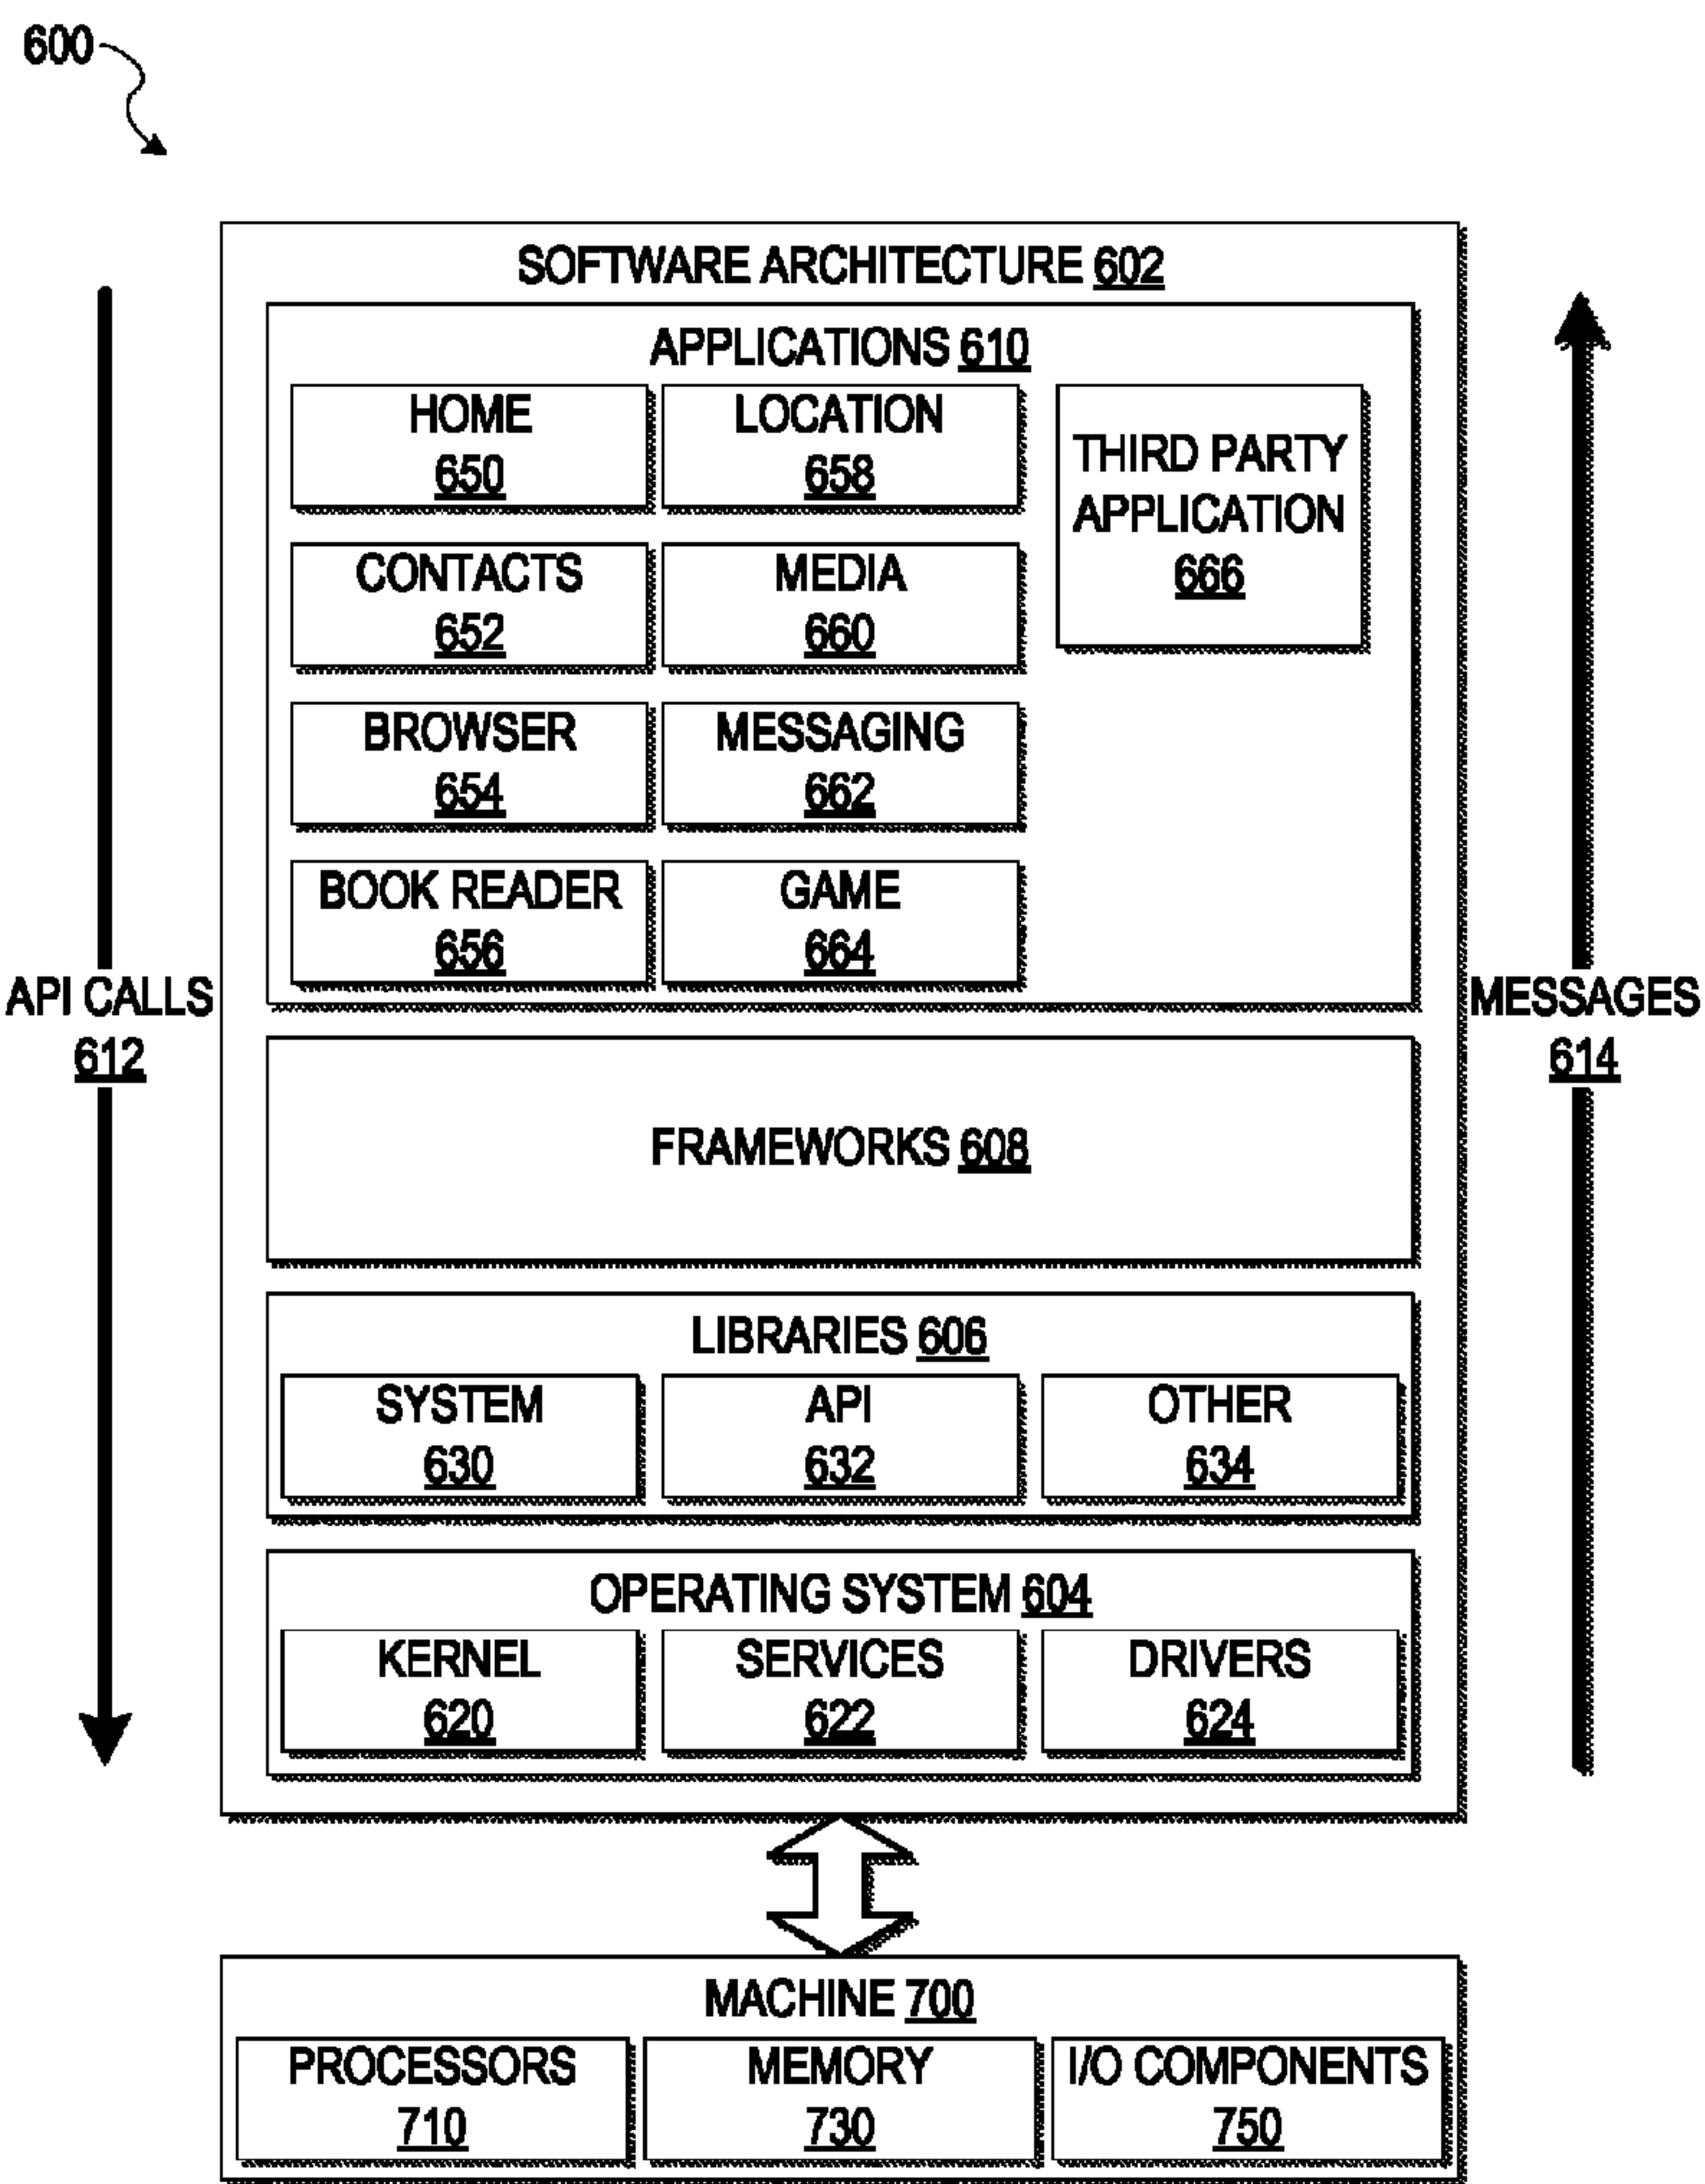 600
SOFTWARE ARCHITECTURE 602
APPLICATIONS 610
HOME
650
LOCATION
658
THIRD PARTY
APPLICATION
666
CONTACTS
652
MEDIA
660
BROWSER
654
MESSAGING
662
BOOK READER
656
GAME
664
API CALLS
612
MESSAGES
614
FRAMEWORKS 608
LIBRARIES 606
SYSTEM
630
API
632
OTHER
634
OPERATING SYSTEM 604
KERNEL
620
SERVICES
622
DRIVERS
624
MACHINE 700
PROCESSORS
710
MEMORY
730
I/O COMPONENTS
750